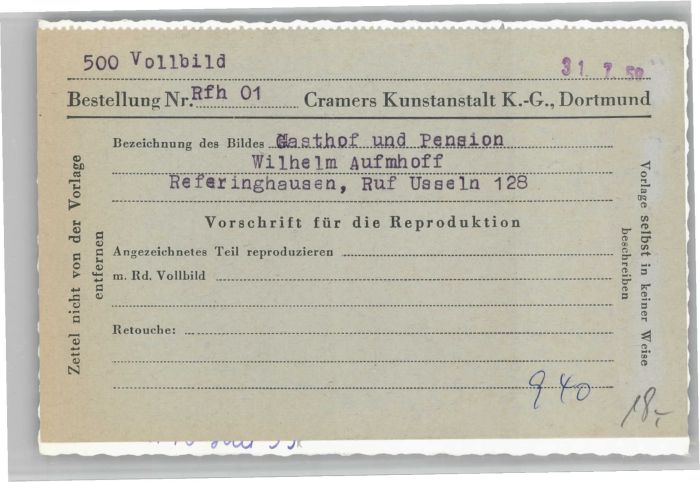 500 Vollbild
31. 7. 59
Bestellung Nr. Rfh 01 Cramers Kunstanstalt K.-G., Dortmund
Bezeichnung des Bildes Gasthof und Pension
Wilhelm Aufmhoff
Referinghausen, Ruf Usseln 128
Vorschrift für die Reproduktion
Angezeichnetes Teil reproduzieren
m. Rd. Vollbild
Retouche:
Zettel nicht von der Vorlage
entfernen
Vorlage selbst in keiner Weise
beschreiben
940
18,-